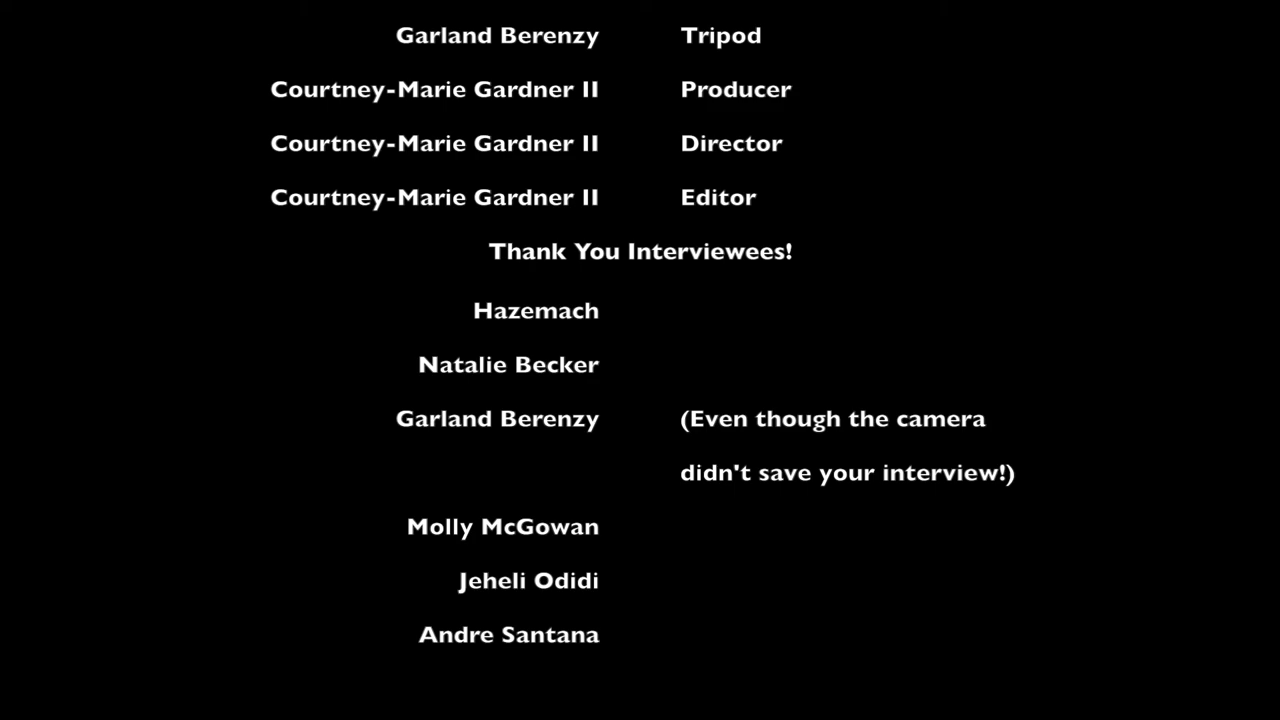 Garland Berenzy Tripod
Courtney-Marie Gardner II Producer
Courtney-Marie Gardner II Director
Courtney-Marie Gardner II Editor
Thank You Interviewees!
Hazemach
Natalie Becker
Garland Berenzy (Even though the camera
didn't save your interview!)
Molly McGowan
Jeheli Odidi
Andre Santana